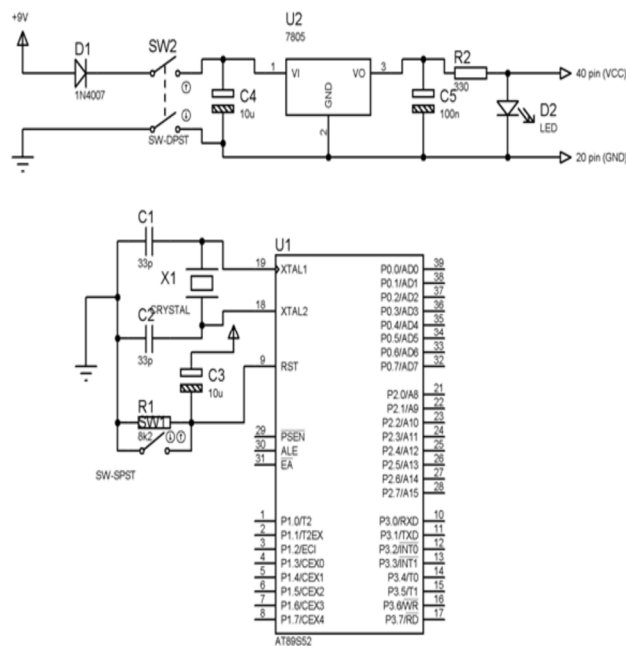 +9V
D1
1N4007
SW2
SW-DPST
C4
10u
U2
7805
1
VI
VO
3
GND
2
C5
100n
R2
330
D2
LED
40 pin (VCC)
20 pin (GND)
C1
33p
X1
CRYSTAL
C2
33p
C3
10u
R1
8k2
SW1
SW-SPST
U1
19 XTAL1
18 XTAL2
9 RST
29 PSEN
30 ALE
31 EA
1 P1.0/T2
2 P1.1/T2EX
3 P1.2/ECI
4 P1.3/CEX0
5 P1.4/CEX1
6 P1.5/CEX2
7 P1.6/CEX3
8 P1.7/CEX4
P0.0/AD0 39
P0.1/AD1 38
P0.2/AD2 37
P0.3/AD3 36
P0.4/AD4 35
P0.5/AD5 34
P0.6/AD6 33
P0.7/AD7 32
P2.0/A8 21
P2.1/A9 22
P2.2/A10 23
P2.3/A11 24
P2.4/A12 25
P2.5/A13 26
P2.6/A14 27
P2.7/A15 28
P3.0/RXD 10
P3.1/TXD 11
P3.2/INT0 12
P3.3/INT1 13
P3.4/T0 14
P3.5/T1 15
P3.6/WR 16
P3.7/RD 17
AT89S52